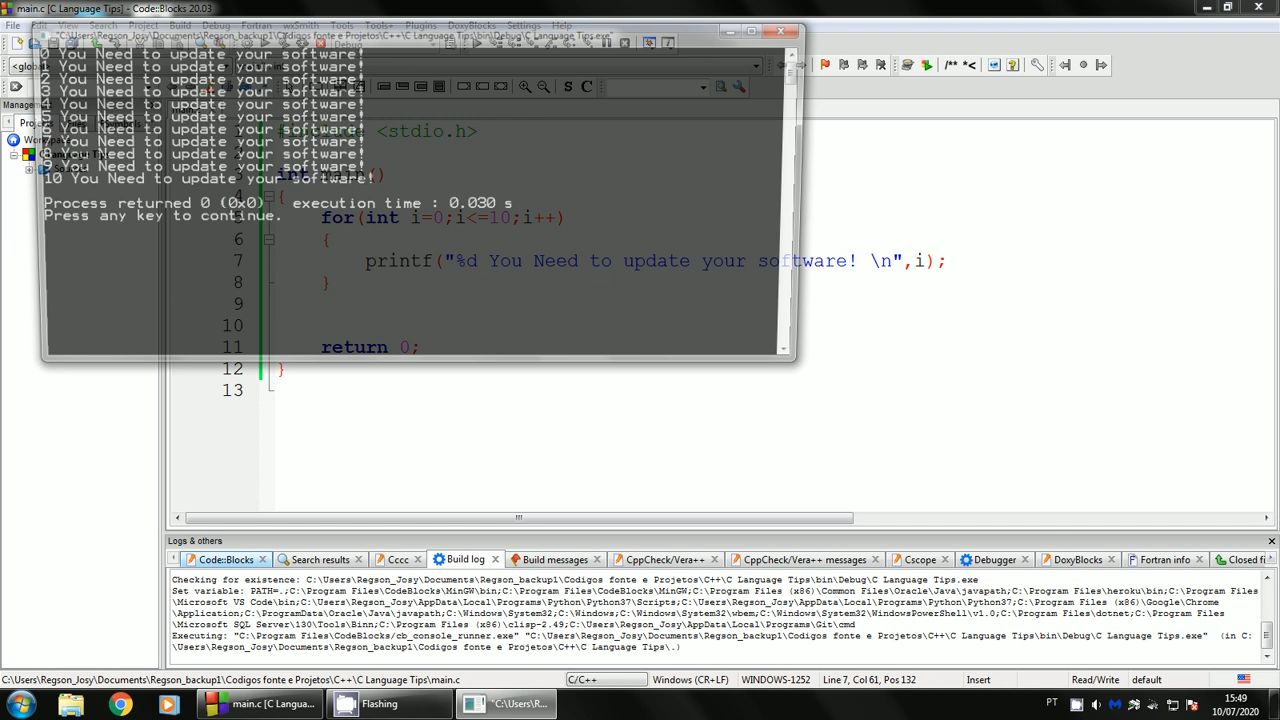 main.c [C Language Tips] - Code::Blocks 20.03
File Edit View Search Project Build Debug Fortran wxSmith Tools Tools+ Plugins DoxyBlocks Settings Help
"C:\Users\Regson_Josy\Documents\Regson_backup1\Codigos fonte e Projetos\C++\C Language Tips\bin\Debug\C Language Tips.exe"
0 You Need to update your software!
1 You Need to update your software!
2 You Need to update your software!
3 You Need to update your software!
4 You Need to update your software!
5 You Need to update your software!
6 You Need to update your software!
7 You Need to update your software!
8 You Need to update your software!
9 You Need to update your software!
10 You Need to update your software!
Process returned 0 (0x0) execution time : 0.030 s
Press any key to continue.
<global
/** *<
S C
Management
<stdio.h>
3 int main()
4 {
5 for(int i=0;i<=10;i++)
6 {
7 printf("%d You Need to update your software! \n",i);
8 }
9
10
11 return 0;
12 }
13
Logs & others
Code::Blocks Search results Cccc Build log Build messages CppCheck/Vera++ CppCheck/Vera++ messages Cscope Debugger DoxyBlocks Fortran info Closed fi
Checking for existence: C:\Users\Regson_Josy\Documents\Regson_backup1\Codigos fonte e Projetos\C++\C Language Tips\bin\Debug\C Language Tips.exe
Set variable: PATH=.;C:\Program Files\CodeBlocks\MinGW\bin;C:\Program Files\CodeBlocks\MinGW;C:\Program Files (x86)\Common Files\Oracle\Java\javapath;C:\Program Files\heroku\bin;C:\Program Files
\Microsoft VS Code\bin;C:\Users\Regson_Josy\AppData\Local\Programs\Python\Python37\Scripts;C:\Users\Regson_Josy\AppData\Local\Programs\Python\Python37;C:\Program Files (x86)\Google\Chrome
\Application;C:\ProgramData\Oracle\Java\javapath;C:\Windows\System32;C:\Windows;C:\Windows\System32\wbem;C:\Windows\System32\WindowsPowerShell\v1.0;C:\Program Files\dotnet;C:\Program Files
\Microsoft SQL Server\130\Tools\Binn;C:\Program Files (x86)\clisp-2.49;C:\Users\Regson_Josy\AppData\Local\Programs\Git\cmd
Executing: "C:\Program Files\CodeBlocks/cb_console_runner.exe" "C:\Users\Regson_Josy\Documents\Regson_backup1\Codigos fonte e Projetos\C++\C Language Tips\bin\Debug\C Language Tips.exe" (in C:
\Users\Regson_Josy\Documents\Regson_backup1\Codigos fonte e Projetos\C++\C Language Tips\.)
C:\Users\Regson_Josy\Documents\Regson_backup1\Codigos fonte e Projetos\C++\C Language Tips\main.c C/C++ Windows (CR+LF) WINDOWS-1252 Line 7, Col 61, Pos 132 Insert Read/Write default
main.c [C Langua... Flashing "C:\Users\R... PT 15:49
10/07/2020